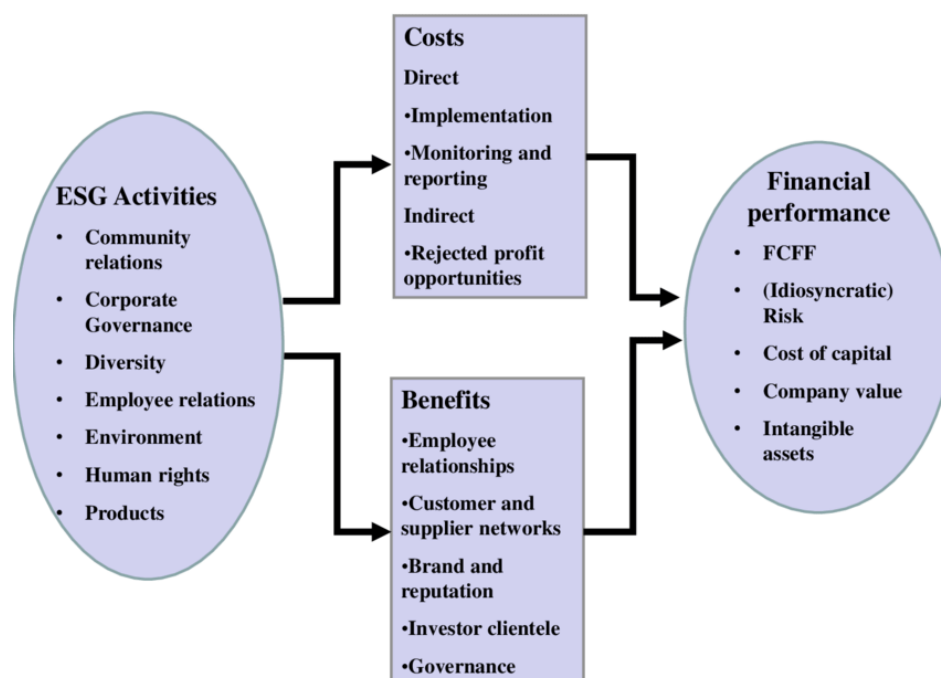 ESG Activities
• Community
relations
• Corporate
Governance
• Diversity
• Employee relations
• Environment
• Human rights
• Products
Costs
Direct
•Implementation
•Monitoring and
reporting
Indirect
•Rejected profit
opportunities
Benefits
•Employee
relationships
•Customer and
supplier networks
•Brand and
reputation
•Investor clientele
•Governance
Financial
performance
• FCFF
• (Idiosyncratic)
Risk
• Cost of capital
• Company value
• Intangible
assets